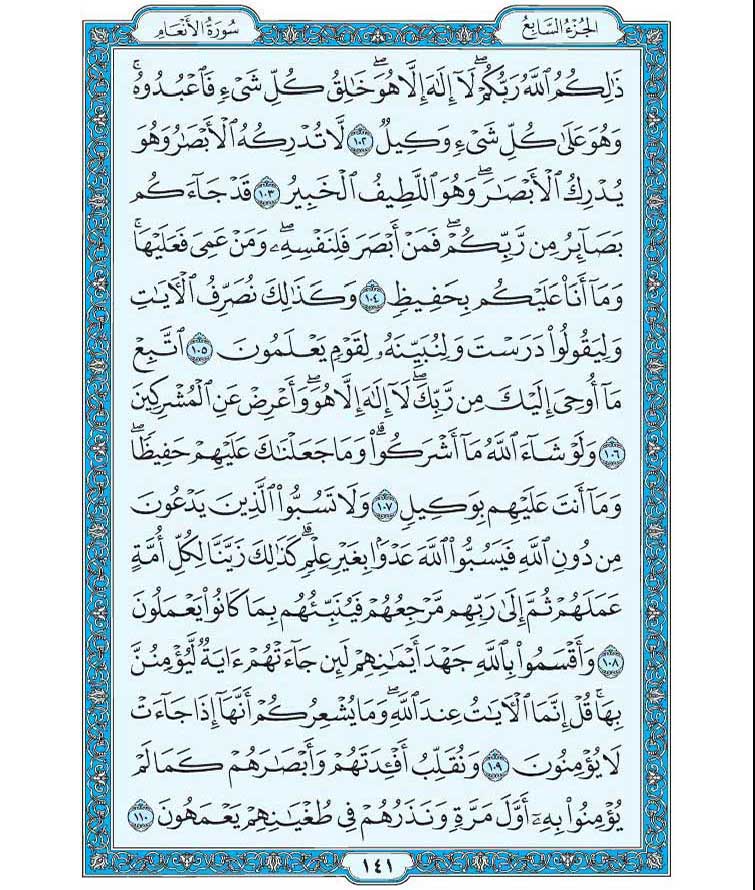 الجزء السابع
سورة الأنعام
ذَٰلِكُمُ ٱللَّهُ رَبُّكُمْ ۖ لَآ إِلَٰهَ إِلَّا هُوَ ۖ خَٰلِقُ كُلِّ شَىْءٍ فَٱعْبُدُوهُ ۚ
وَهُوَ عَلَىٰ كُلِّ شَىْءٍ وَكِيلٌ ١٠٢ لَّا تُدْرِكُهُ ٱلْأَبْصَٰرُ وَهُوَ
يُدْرِكُ ٱلْأَبْصَٰرَ ۖ وَهُوَ ٱللَّطِيفُ ٱلْخَبِيرُ ١٠٣ قَدْ جَآءَكُم
بَصَآئِرُ مِن رَّبِّكُمْ ۖ فَمَنْ أَبْصَرَ فَلِنَفْسِهِۦ ۖ وَمَنْ عَمِىَ فَعَلَيْهَا ۚ
وَمَآ أَنَا۠ عَلَيْكُم بِحَفِيظٍ ١٠٤ وَكَذَٰلِكَ نُصَرِّفُ ٱلْءَايَٰتِ
وَلِيَقُولُوا۟ دَرَسْتَ وَلِنُبَيِّنَهُۥ لِقَوْمٍ يَعْلَمُونَ ١٠٥ ٱتَّبِعْ
مَآ أُوحِىَ إِلَيْكَ مِن رَّبِّكَ ۖ لَآ إِلَٰهَ إِلَّا هُوَ ۖ وَأَعْرِضْ عَنِ ٱلْمُشْرِكِينَ
١٠٦ وَلَوْ شَآءَ ٱللَّهُ مَآ أَشْرَكُوا۟ ۗ وَمَا جَعَلْنَٰكَ عَلَيْهِمْ حَفِيظًا ۖ
وَمَآ أَنتَ عَلَيْهِم بِوَكِيلٍ ١٠٧ وَلَا تَسُبُّوا۟ ٱلَّذِينَ يَدْعُونَ
مِن دُونِ ٱللَّهِ فَيَسُبُّوا۟ ٱللَّهَ عَدْوًۢا بِغَيْرِ عِلْمٍ ۗ كَذَٰلِكَ زَيَّنَّا لِكُلِّ أُمَّةٍ
عَمَلَهُمْ ثُمَّ إِلَىٰ رَبِّهِم مَّرْجِعُهُمْ فَيُنَبِّئُهُم بِمَا كَانُوا۟ يَعْمَلُونَ
١٠٨ وَأَقْسَمُوا۟ بِٱللَّهِ جَهْدَ أَيْمَٰنِهِمْ لَئِن جَآءَتْهُمْ ءَايَةٌ لَّيُؤْمِنُنَّ
بِهَا ۚ قُلْ إِنَّمَا ٱلْءَايَٰتُ عِندَ ٱللَّهِ ۖ وَمَا يُشْعِرُكُمْ أَنَّهَآ إِذَا جَآءَتْ
لَا يُؤْمِنُونَ ١٠٩ وَنُقَلِّبُ أَفْـِٔدَتَهُمْ وَأَبْصَٰرَهُمْ كَمَا لَمْ
يُؤْمِنُوا۟ بِهِۦٓ أَوَّلَ مَرَّةٍ وَنَذَرُهُمْ فِى طُغْيَٰنِهِمْ يَعْمَهُونَ ١١٠
١٤١